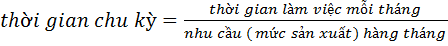 thời gian chu kỳ = thời gian làm việc mỗi tháng
nhu cầu ( mức sản xuất) hàng tháng